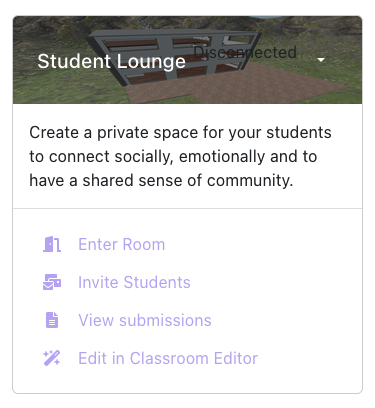 Student Lounge Disconnected
Create a private space for your students
to connect socially, emotionally and to
have a shared sense of community.
Enter Room
Invite Students
View submissions
Edit in Classroom Editor